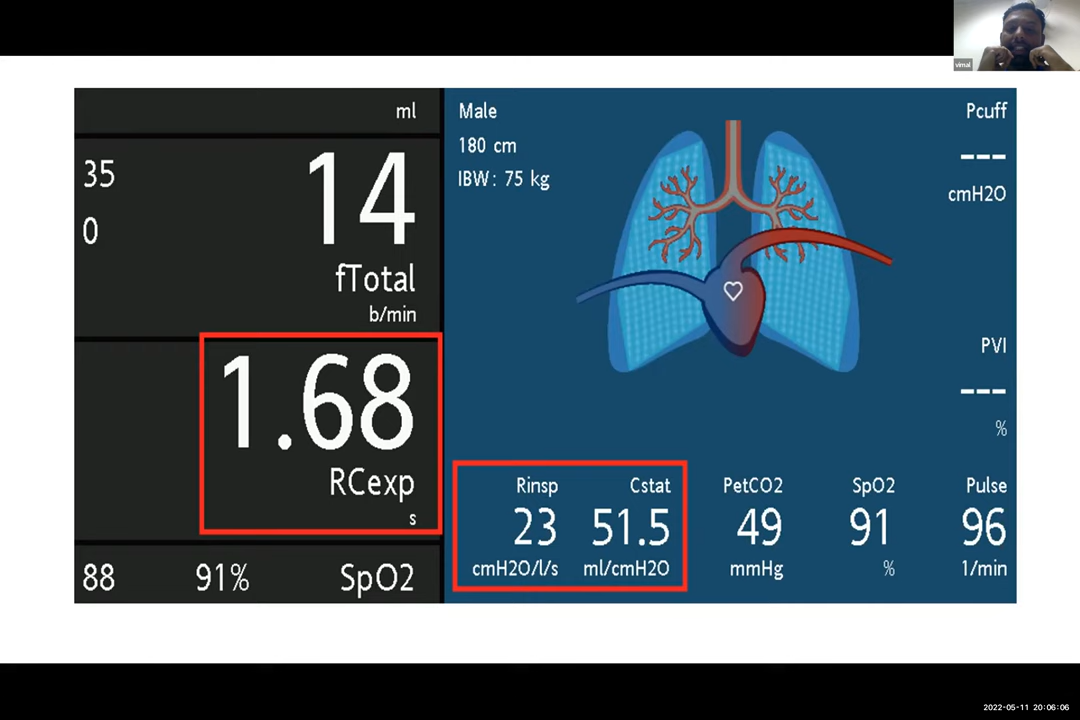 vimal
ml
35
0
14
fTotal
b/min
1.68
RCexp
s
88 91% SpO2
Male
180 cm
IBW: 75 kg
Pcuff
---
cmH2O
PVI
---
%
Rinsp Cstat PetCO2 SpO2 Pulse
23 51.5 49 91 96
cmH2O/l/s ml/cmH2O mmHg % 1/min
2022-05-11 20:06:06